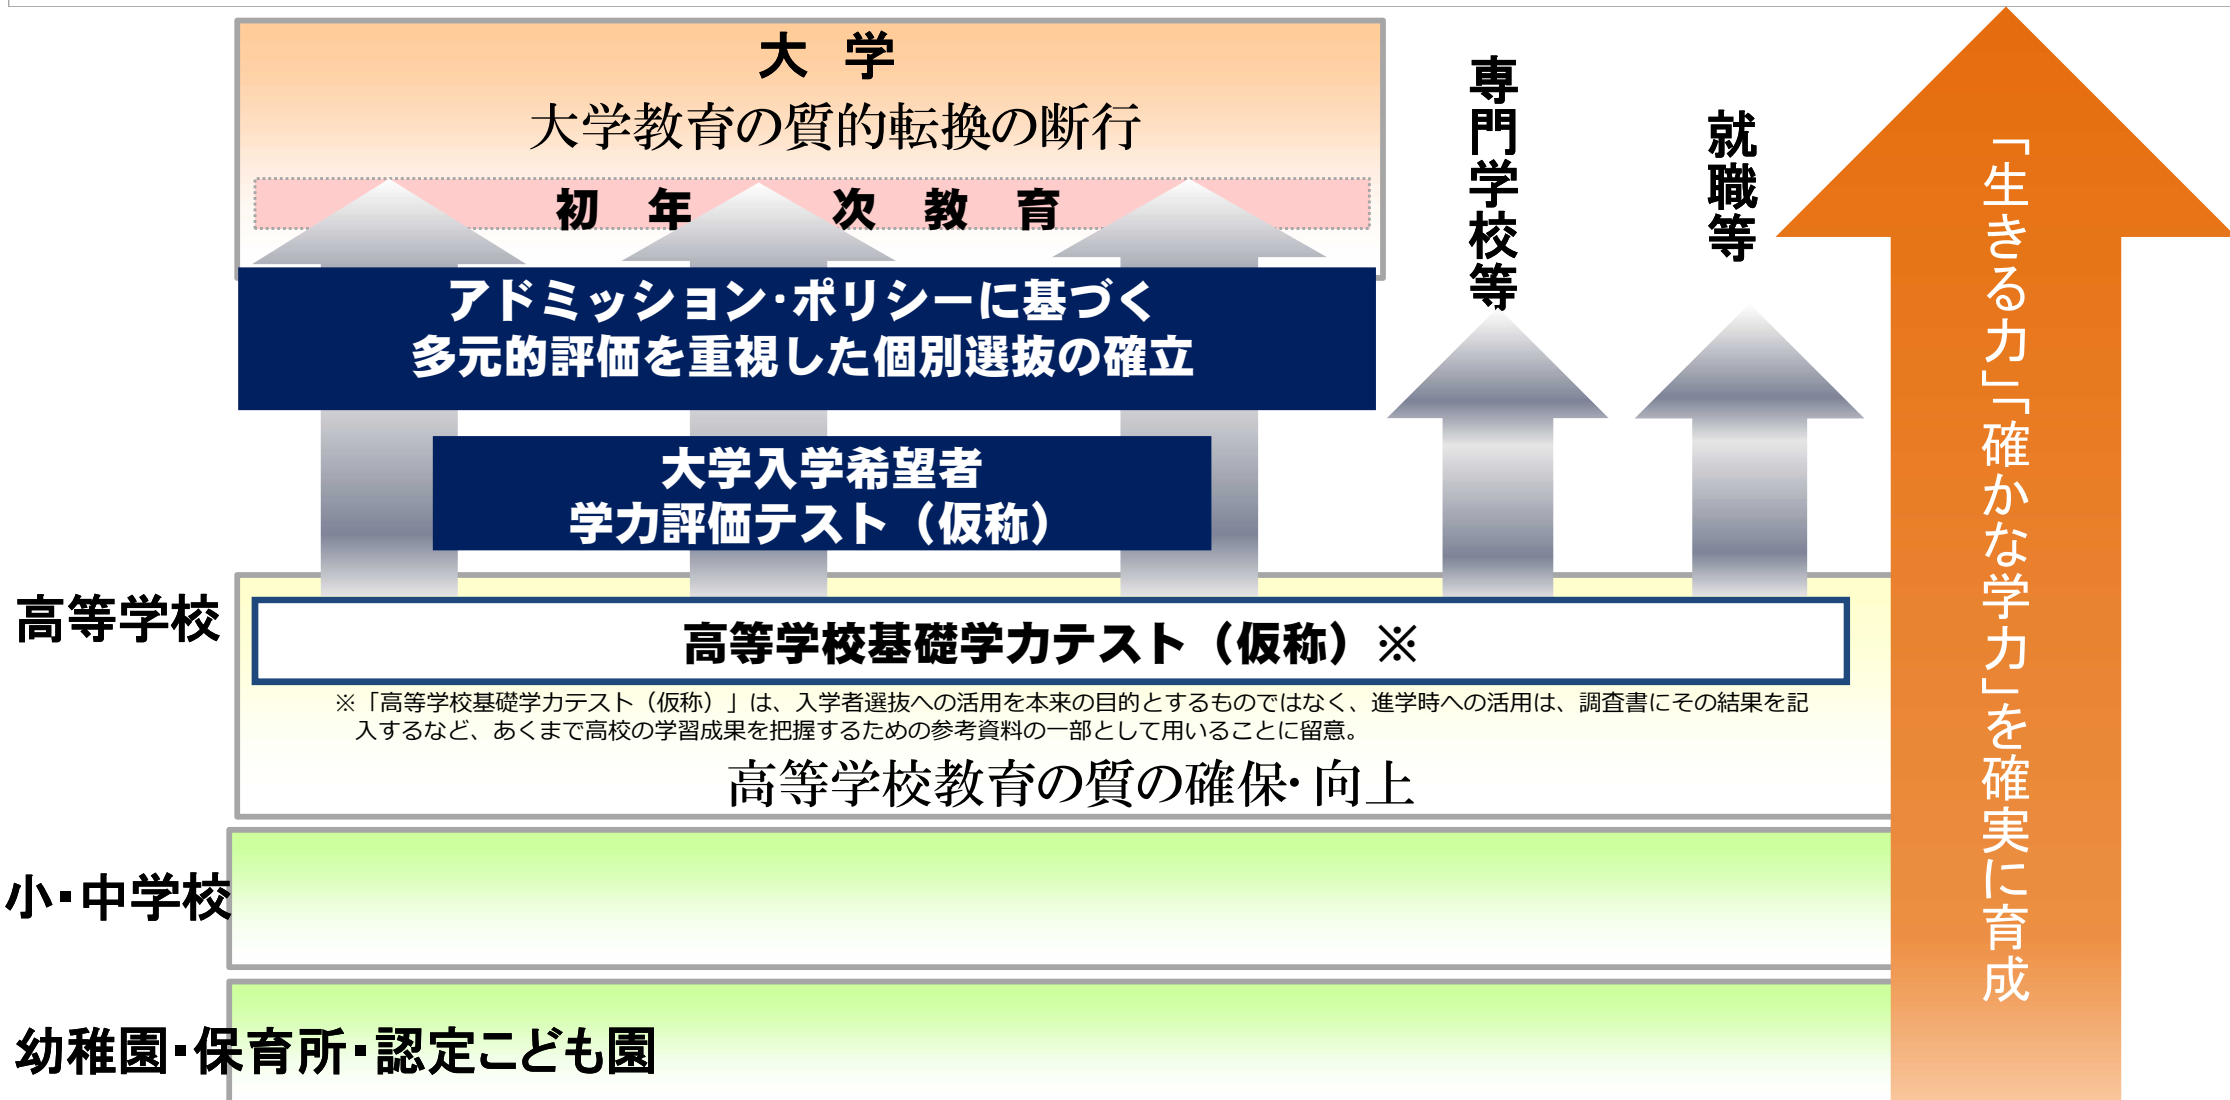 大 学
大学教育の質的転換の断行
初 年 次 教 育
アドミッション・ポリシーに基づく
多元的評価を重視した個別選抜の確立
大学入学希望者
学力評価テスト（仮称）
専門学校等
就職等
「生きる力」「確かな学力」を確実に育成
高等学校
高等学校基礎学力テスト（仮称）※
※「高等学校基礎学力テスト（仮称）」は、入学者選抜への活用を本来の目的とするものではなく、進学時への活用は、調査書にその結果を記
入するなど、あくまで高校の学習成果を把握するための参考資料の一部として用いることに留意。
高等学校教育の質の確保・向上
小・中学校
幼稚園・保育所・認定こども園